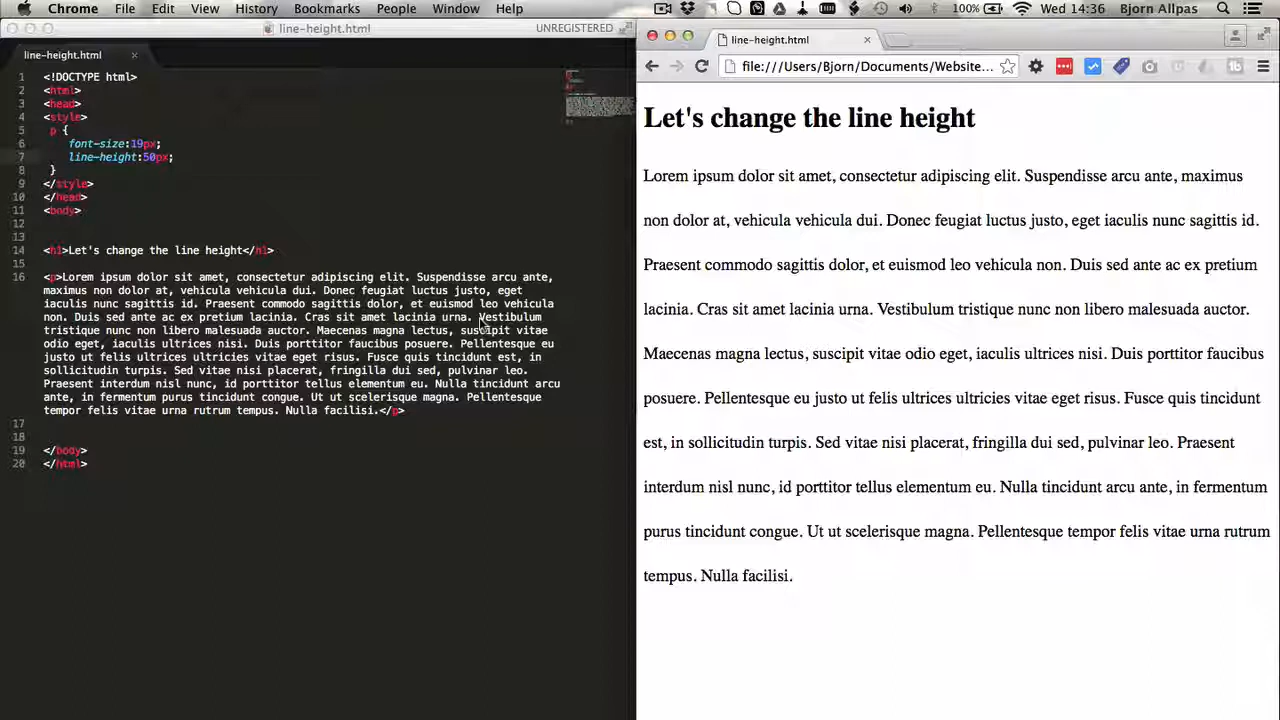 Chrome File Edit View History Bookmarks People Window Help 100% Wed 14:36 Bjorn Allpas
line-height.html UNREGISTERED
line-height.html
1 <!DOCTYPE html>
2 <html>
3 <head>
4 <style>
5 p {
6 font-size:19px;
7 line-height:50px;
8 }
9 </style>
10 </head>
11 <body>
12
13
14 <h1>Let's change the line height</h1>
15
16 <p>Lorem ipsum dolor sit amet, consectetur adipiscing elit. Suspendisse arcu ante,
maximus non dolor at, vehicula vehicula dui. Donec feugiat luctus justo, eget
iaculis nunc sagittis id. Praesent commodo sagittis dolor, et euismod leo vehicula
non. Duis sed ante ac ex pretium lacinia. Cras sit amet lacinia urna. Vestibulum
tristique nunc non libero malesuada auctor. Maecenas magna lectus, suscipit vitae
odio eget, iaculis ultrices nisi. Duis porttitor faucibus posuere. Pellentesque eu
justo ut felis ultrices ultricies vitae eget risus. Fusce quis tincidunt est, in
sollicitudin turpis. Sed vitae nisi placerat, fringilla dui sed, pulvinar leo.
Praesent interdum nisl nunc, id porttitor tellus elementum eu. Nulla tincidunt arcu
ante, in fermentum purus tincidunt congue. Ut ut scelerisque magna. Pellentesque
tempor felis vitae urna rutrum tempus. Nulla facilisi.</p>
17
18
19 </body>
20 </html>
line-height.html
file:///Users/Bjorn/Documents/Website...
Let's change the line height
Lorem ipsum dolor sit amet, consectetur adipiscing elit. Suspendisse arcu ante, maximus
non dolor at, vehicula vehicula dui. Donec feugiat luctus justo, eget iaculis nunc sagittis id.
Praesent commodo sagittis dolor, et euismod leo vehicula non. Duis sed ante ac ex pretium
lacinia. Cras sit amet lacinia urna. Vestibulum tristique nunc non libero malesuada auctor.
Maecenas magna lectus, suscipit vitae odio eget, iaculis ultrices nisi. Duis porttitor faucibus
posuere. Pellentesque eu justo ut felis ultrices ultricies vitae eget risus. Fusce quis tincidunt
est, in sollicitudin turpis. Sed vitae nisi placerat, fringilla dui sed, pulvinar leo. Praesent
interdum nisl nunc, id porttitor tellus elementum eu. Nulla tincidunt arcu ante, in fermentum
purus tincidunt congue. Ut ut scelerisque magna. Pellentesque tempor felis vitae urna rutrum
tempus. Nulla facilisi.